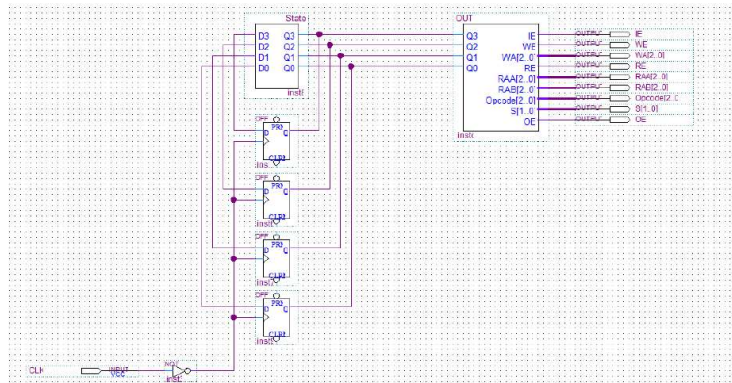 State
D3 Q3
D2 Q2
D1 Q1
D0 Q0
OUT
Q3 IE
Q2 WE
Q1 WA[2..0]
Q0 RE
RAA[2..0]
RAB[2..0]
Opcode[2..0]
S[1..0]
OE
OUTPUT IE
OUTPUT WE
OUTPUT WA[2..0]
OUTPUT RE
OUTPUT RAA[2..0]
OUTPUT RAB[2..0]
OUTPUT Opcode[2..0
OUTPUT S[1..0]
OUTPUT OE
DFF
PRN
D Q
CLRN
inst
DFF
PRN
D Q
CLRN
DFF
PRN
D Q
CLRN
DFF
PRN
D Q
CLRN
CLK
INPUT
VCC
NOT